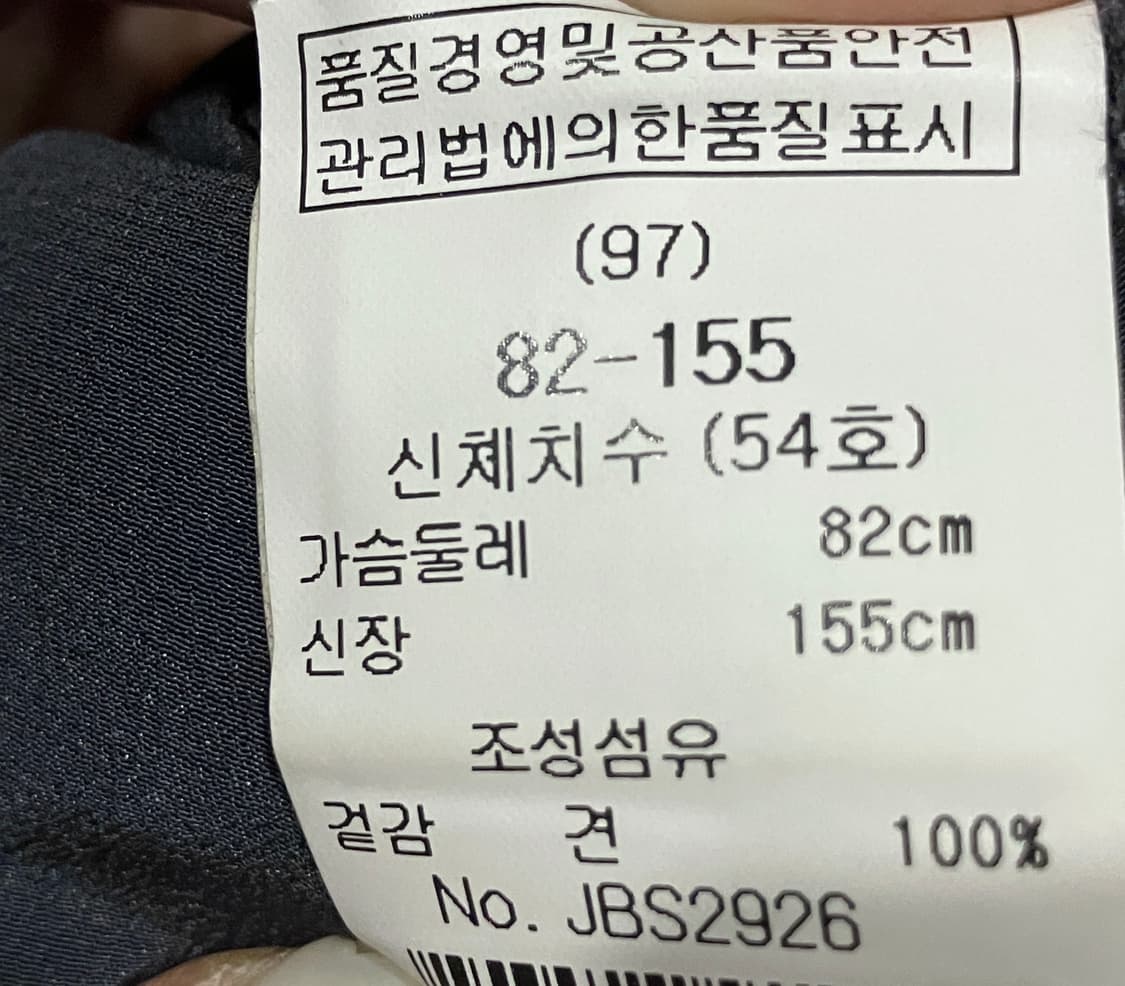 품질경영및공산품안전
관리법에의한품질표시
(97)
82-155
신체치수 (54호)
가슴둘레 82cm
신장 155cm
조성섬유
겉감 견 100%
No. JBS2926